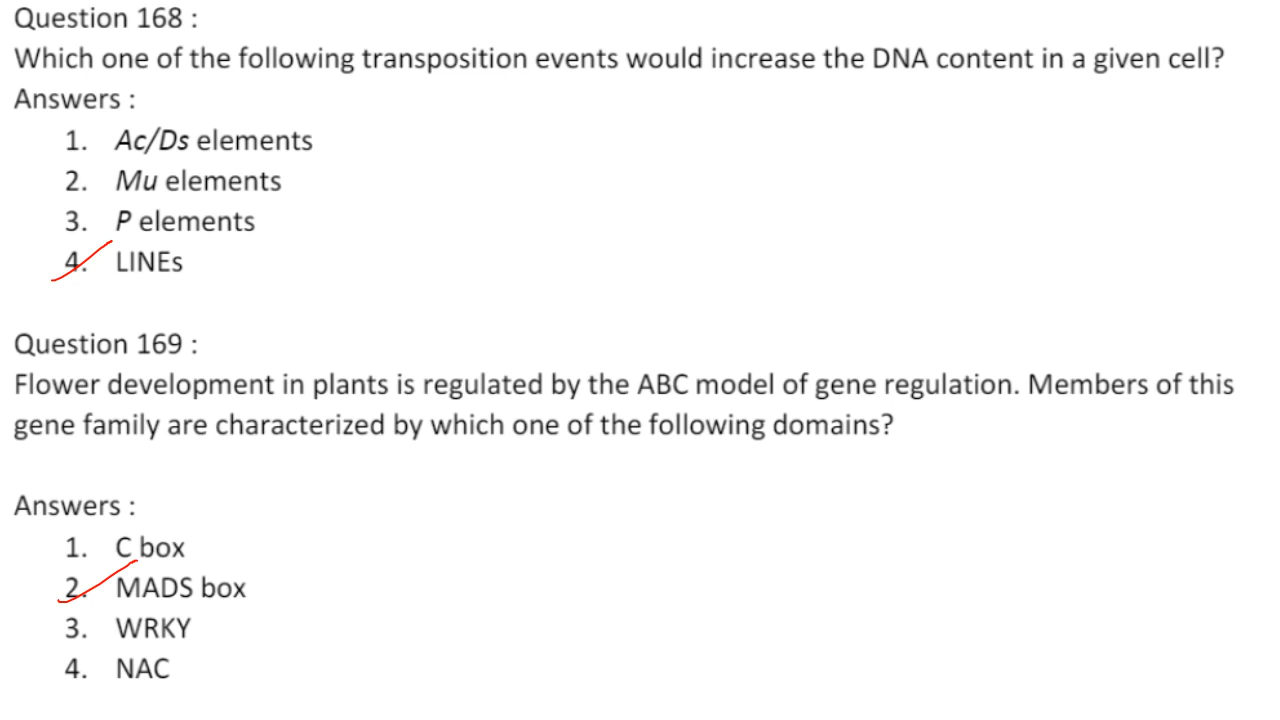 Question 168 :
Which one of the following transposition events would increase the DNA content in a given cell?
Answers :
1. Ac/Ds elements
2. Mu elements
3. P elements
4. LINEs
Question 169 :
Flower development in plants is regulated by the ABC model of gene regulation. Members of this
gene family are characterized by which one of the following domains?
Answers :
1. C box
2. MADS box
3. WRKY
4. NAC